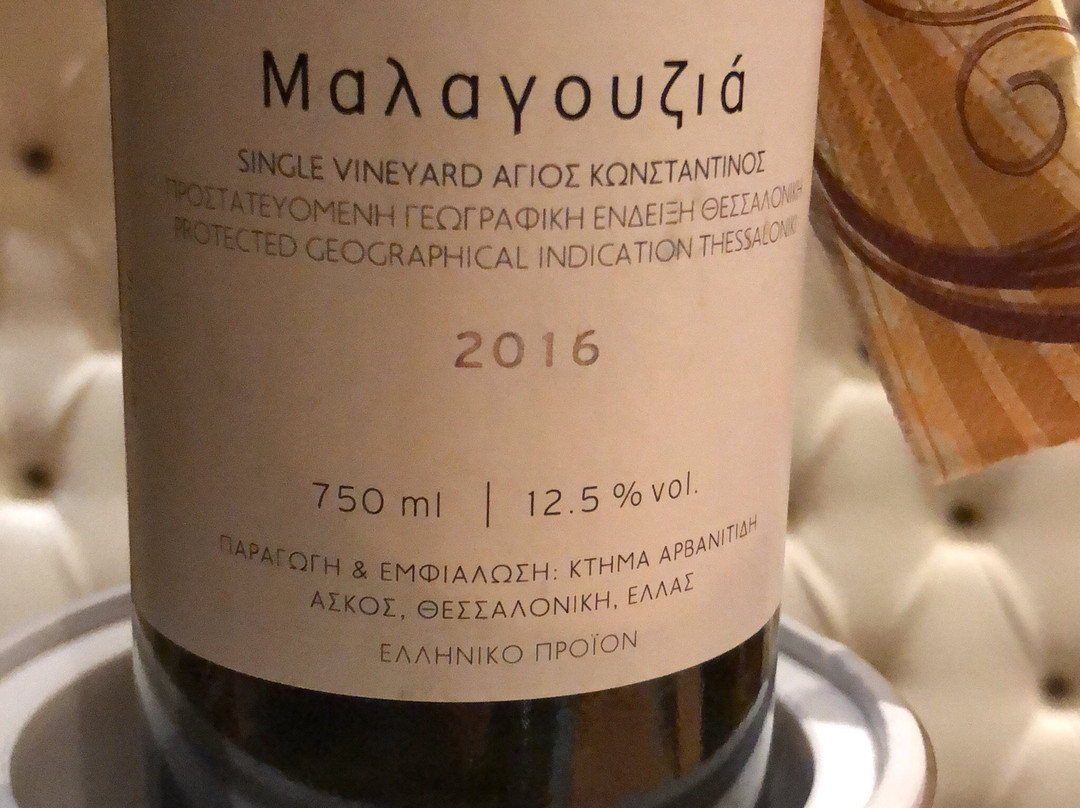 Μαλαγουζιά
SINGLE VINEYARD ΑΓΙΟΣ ΚΩΝΣΤΑΝΤΙΝΟΣ
ΠΡΟΣΤΑΤΕΥΟΜΕΝΗ ΓΕΩΓΡΑΦΙΚΗ ΕΝΔΕΙΞΗ ΘΕΣΣΑΛΟΝΙΚΗ
PROTECTED GEOGRAPHICAL INDICATION THESSALONIKI
2016
750 ml | 12.5 % vol.
ΠΑΡΑΓΩΓΗ & ΕΜΦΙΑΛΩΣΗ: ΚΤΗΜΑ ΑΡΒΑΝΙΤΙΔΗ
ΑΣΚΟΣ, ΘΕΣΣΑΛΟΝΙΚΗ, ΕΛΛΑΣ
ΕΛΛΗΝΙΚΟ ΠΡΟΪΟΝ